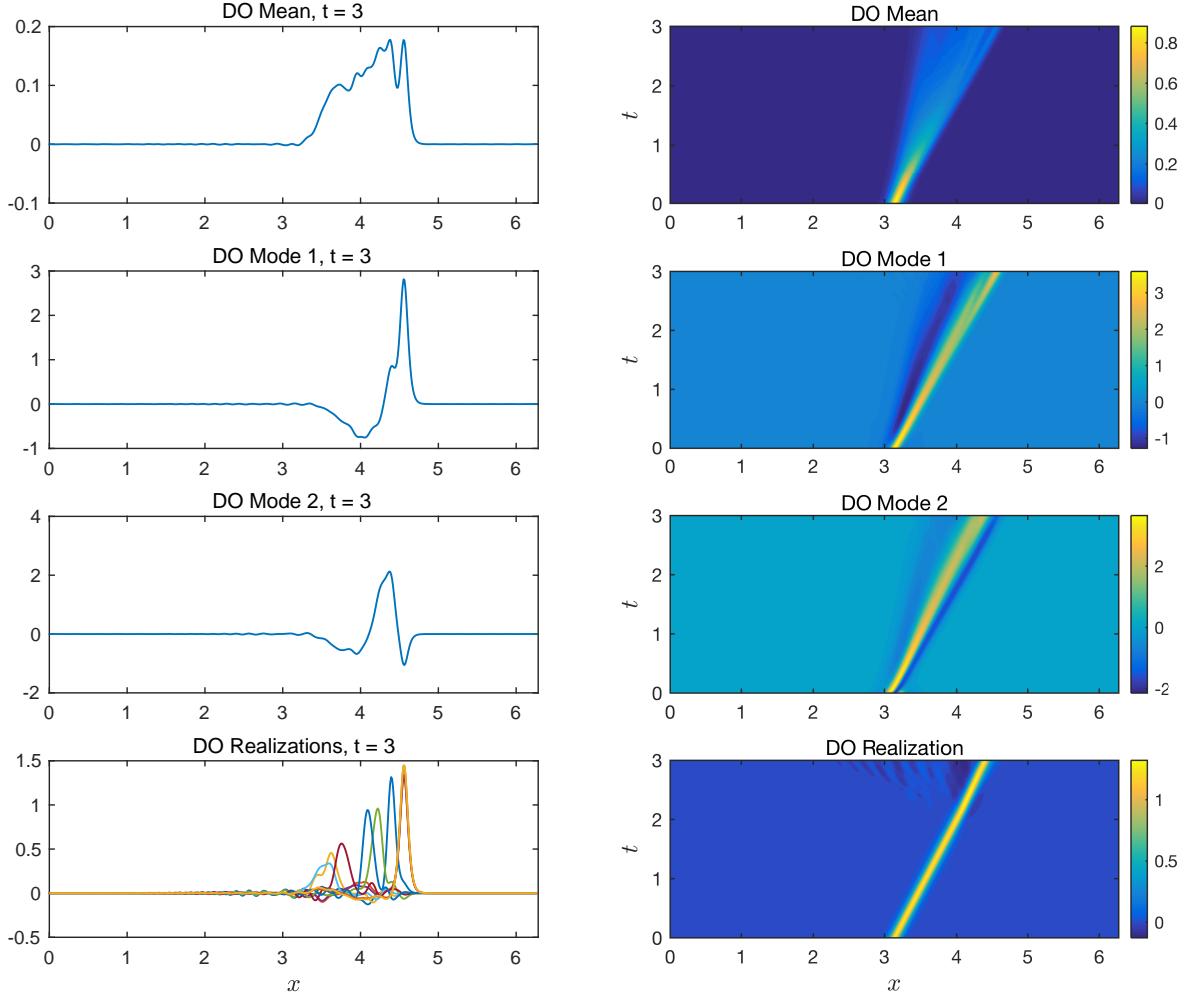 DO Mean, t = 3
0.2
0.1
0
-0.1
0 1 2 3 4 5 6
DO Mean
3
2
1
0
t
0 1 2 3 4 5 6
0.8
0.6
0.4
0.2
0
DO Mode 1, t = 3
3
2
1
0
-1
0 1 2 3 4 5 6
DO Mode 1
3
2
1
0
t
0 1 2 3 4 5 6
3
2
1
0
-1
DO Mode 2, t = 3
4
2
0
-2
0 1 2 3 4 5 6
DO Mode 2
3
2
1
0
t
0 1 2 3 4 5 6
2
0
-2
DO Realizations, t = 3
1.5
1
0.5
0
-0.5
0 1 2 3 4 5 6
x
DO Realization
3
2
1
0
t
0 1 2 3 4 5 6
x
1
0.5
0